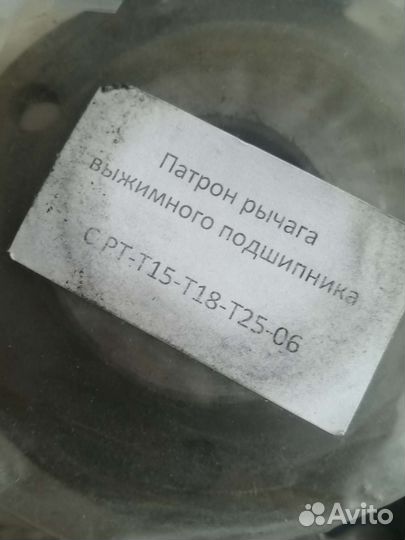 Патрон рычага
выжимного подшипника
С РТ-Т15-Т18-Т25-06
Avito